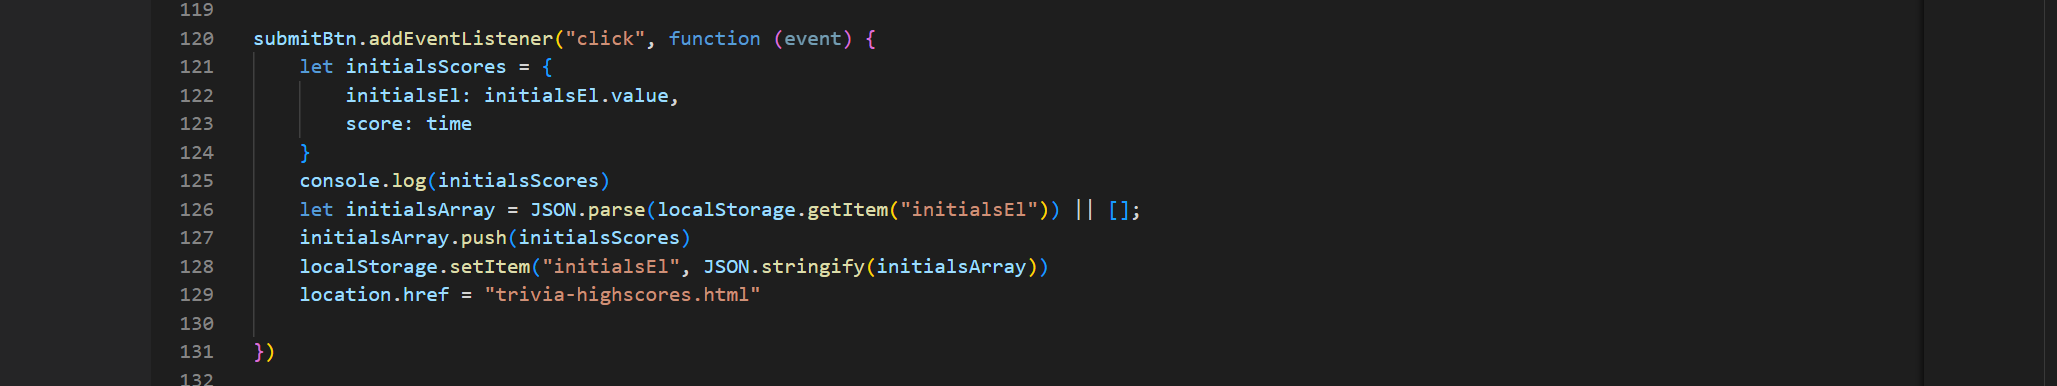 119
120 submitBtn.addEventListener("click", function (event) {
121     let initialsScores = {
122         initialsEl: initialsEl.value,
123         score: time
124     }
125     console.log(initialsScores)
126     let initialsArray = JSON.parse(localStorage.getItem("initialsEl")) || [];
127     initialsArray.push(initialsScores)
128     localStorage.setItem("initialsEl", JSON.stringify(initialsArray))
129     location.href = "trivia-highscores.html"
130
131 })
132